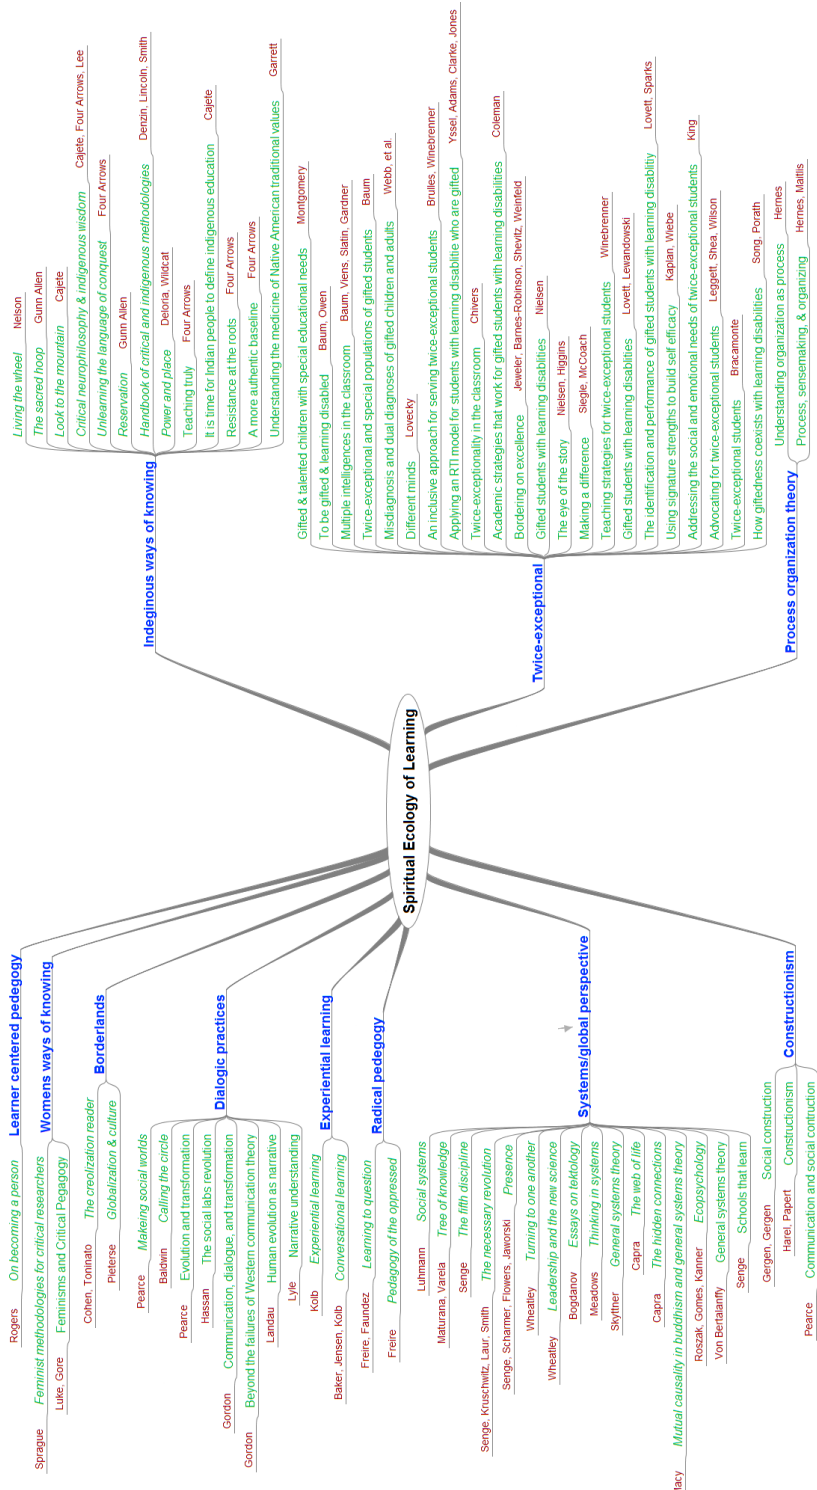 Spiritual Ecology of Learning
Indeginous ways of knowing
Living the wheel Nelson
The sacred hoop Gunn Allen
Look to the mountain Cajete
Critical neurophilosophy & indigenous wisdom Cajete, Four Arrows, Lee
Unlearning the language of conquest Four Arrows
Reservation Gunn Allen
Handbook of critical and indigenous methodologies Denzin, Lincoln, Smith
Power and place Deloria, Wildcat
Teaching truly Four Arrows
It is time for Indian people to define indigenous education Cajete
Resistance at the roots Four Arrows
A more authentic baseline Four Arrows
Understanding the medicine of Native American traditional values Garrett
Twice-exceptional
Gifted & talented children with special educational needs Montgomery
To be gifted & learning disabled Baum, Owen
Multiple intelligences in the classroom Baum, Viens, Slatin, Gardner
Twice-exceptional and special populations of gifted students Baum
Misdiagnosis and dual diagnoses of gifted children and adults Webb, et al.
Different minds Lovecky
An inclusive approach for serving twice-exceptional students Brulles, Winebrenner
Applying an RTI model for students with learning disablitie who are gifted Yssel, Adams, Clarke, Jones
Twice-exceptionality in the classroom Chivers
Academic strategies that work for gifted students with learning disabilities Coleman
Bordering on excellence Jeweler, Barnes-Robinson, Shevitz, Weinfeld
Gifted students with learning disabilities Nielsen
The eye of the story Nielsen, Higgins
Making a difference Siegle, McCoach
Teaching strategies for twice-exceptional students Winebrenner
Gifted students with learning disablities Lovett, Lewandowski
The identification and performance of gifted students with learning disablitiy Lovett, Sparks
Using signature strengths to build self efficacy Kaplan, Wiebe
Addressing the social and emotional needs of twice-exceptional students King
Advocating for twice-exceptional students Leggett, Shea, Wilson
Twice-exceptional students Bracamonte
How giftedness coexists with learning disabilities Song, Porath
Process organization theory
Understanding organization as process Hernes
Process, sensemaking, & organizing Hernes, Maitlis
Learner centered pedegogy
Rogers On becoming a person
Womens ways of knowing
Sprague Feminist methodologies for critical researchers
Luke, Gore Feminisms and Critical Pegagogy
Borderlands
Cohen, Toninato The creolization reader
Pieterse Globalization & culture
Dialogic practices
Pearce Making social worlds
Baldwin Calling the circle
Pearce Evolution and transformation
Hassan The social labs revolution
Gordon Communication, dialogue, and transformation
Gordon Beyond the failures of Western communication theory
Landau Human evolution as narrative
Lyle Narrative understanding
Experiential learning
Kolb Experiential learning
Baker, Jensen, Kolb Conversational learning
Radical pedegogy
Freire, Faundez Learning to question
Freire Pedagogy of the oppressed
Systems/global perspective
Luhmann Social systems
Maturana, Varela Tree of knowledge
Senge The fifth discipline
Senge, Kruschwitz, Laur, Smith The necessary revolution
Senge, Scharmer, Flowers, Jaworski Presence
Wheatley Turning to one another
Wheatley Leadership and the new science
Bogdanov Essays on tektology
Meadows Thinking in systems
Skyttner General systems theory
Capra The web of life
Capra The hidden connections
lacy Mutual causality in buddhism and general systems theory
Roszak, Gomes, Kanner Ecopsychology
Von Bertalanffy General systems theory
Senge Schools that learn
Constructionism
Gergen, Gergen Social construction
Harel, Papert Constructionism
Pearce Communication and social contruction